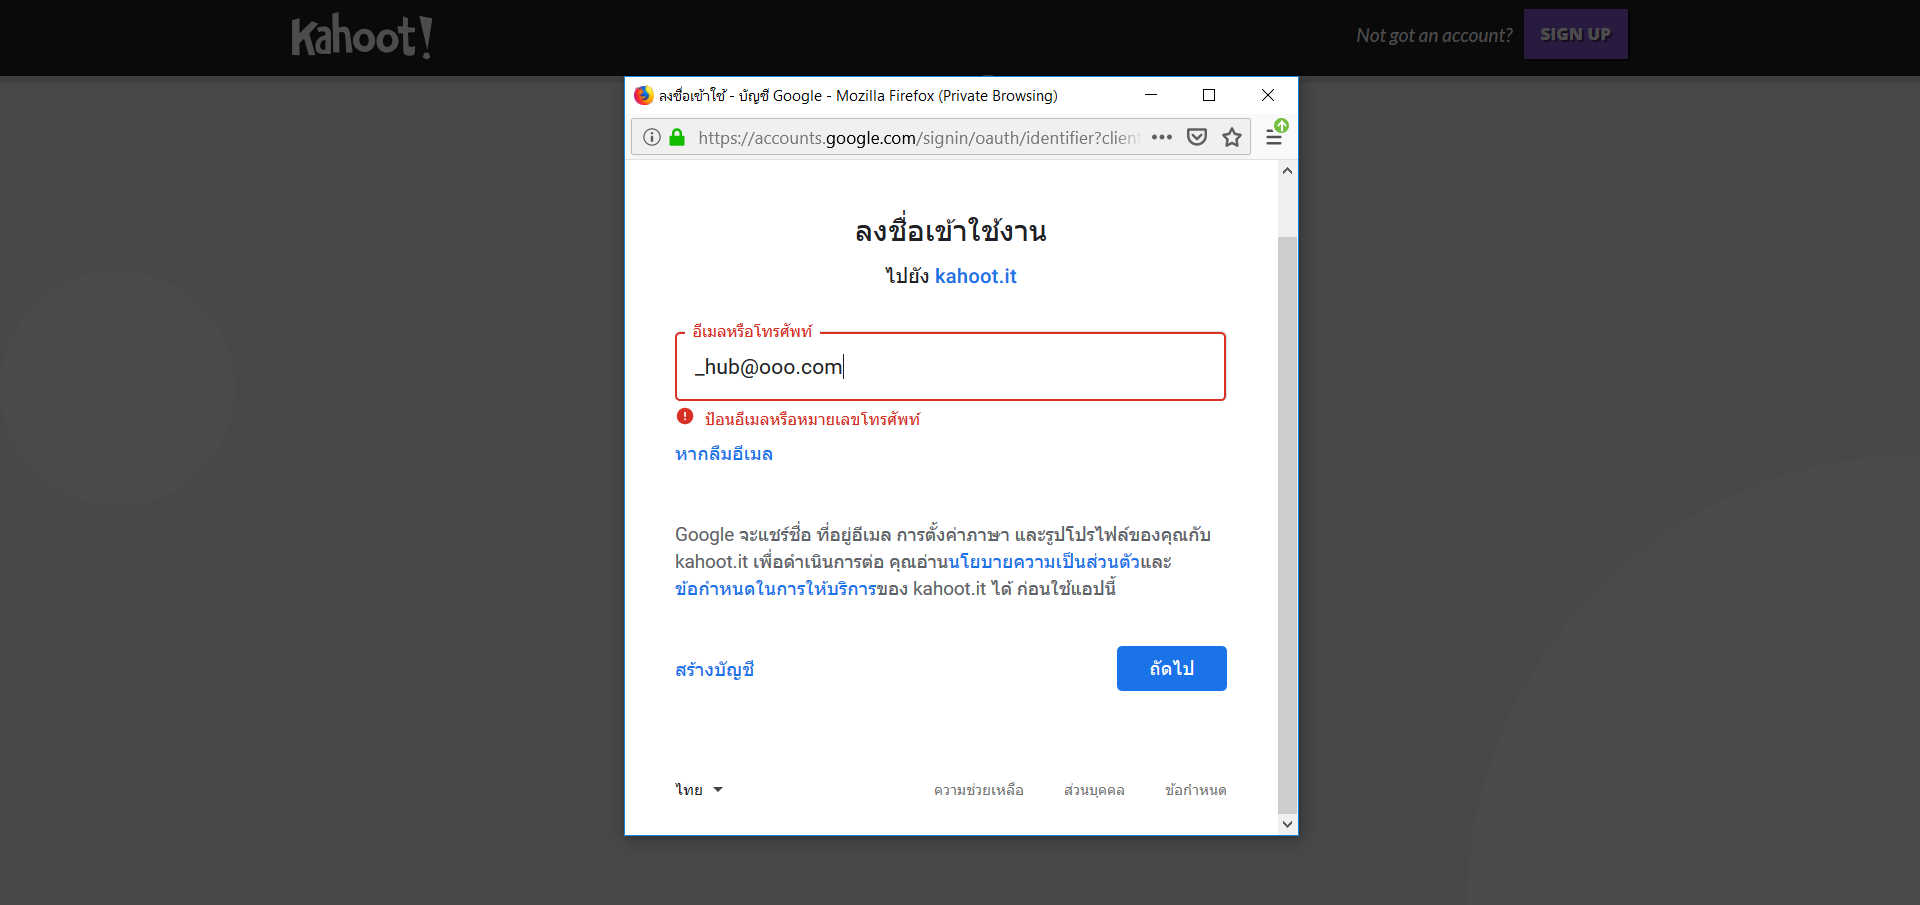 Kahoot!
Not got an account?
SIGN UP
ลงชื่อเข้าใช้ - บัญชี Google - Mozilla Firefox (Private Browsing)
https://accounts.google.com/signin/oauth/identifier?client
ลงชื่อเข้าใช้งาน
ไปยัง kahoot.it
อีเมลหรือโทรศัพท์
_hub@ooo.com
ป้อนอีเมลหรือหมายเลขโทรศัพท์
หากลืมอีเมล
Google จะแชร์ชื่อ ที่อยู่อีเมล การตั้งค่าภาษา และรูปโปรไฟล์ของคุณกับ
kahoot.it เพื่อดำเนินการต่อ คุณอ่านนโยบายความเป็นส่วนตัวและ
ข้อกำหนดในการให้บริการของ kahoot.it ได้ ก่อนใช้แอปนี้
สร้างบัญชี
ถัดไป
ไทย
ความช่วยเหลือ
ส่วนบุคคล
ข้อกำหนด